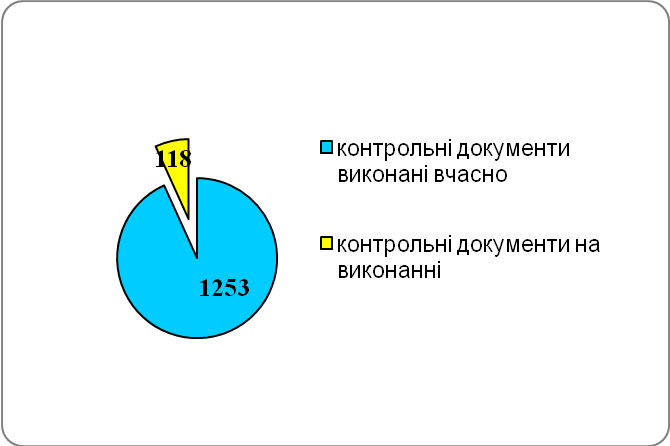 118
1253
контрольні документи
виконані вчасно
контрольні документи на
виконанні